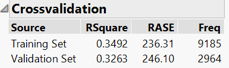 Crossvalidation
Source RSquare RASE Freq
Training Set 0.3492 236.31 9185
Validation Set 0.3263 246.10 2964